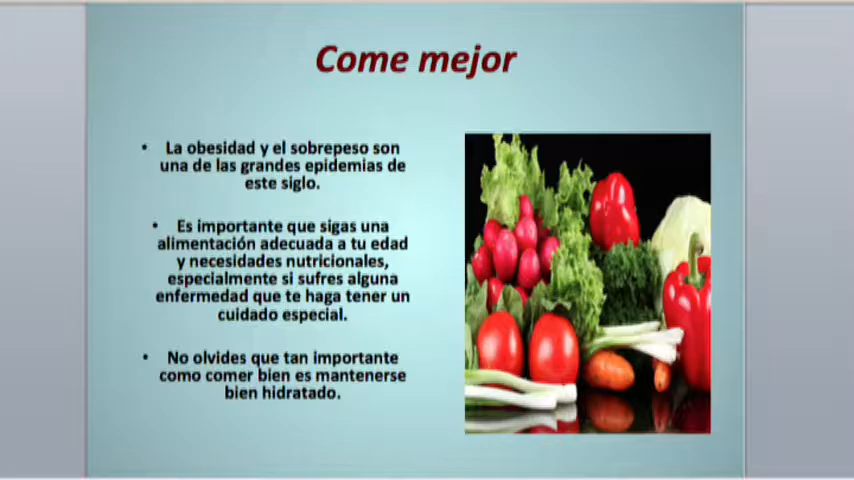 Come mejor
• La obesidad y el sobrepeso son
una de las grandes epidemias de
este siglo.
• Es importante que sigas una
alimentación adecuada a tu edad
y necesidades nutricionales,
especialmente si sufres alguna
enfermedad que te haga tener un
cuidado especial.
• No olvides que tan importante
como comer bien es mantenerse
bien hidratado.